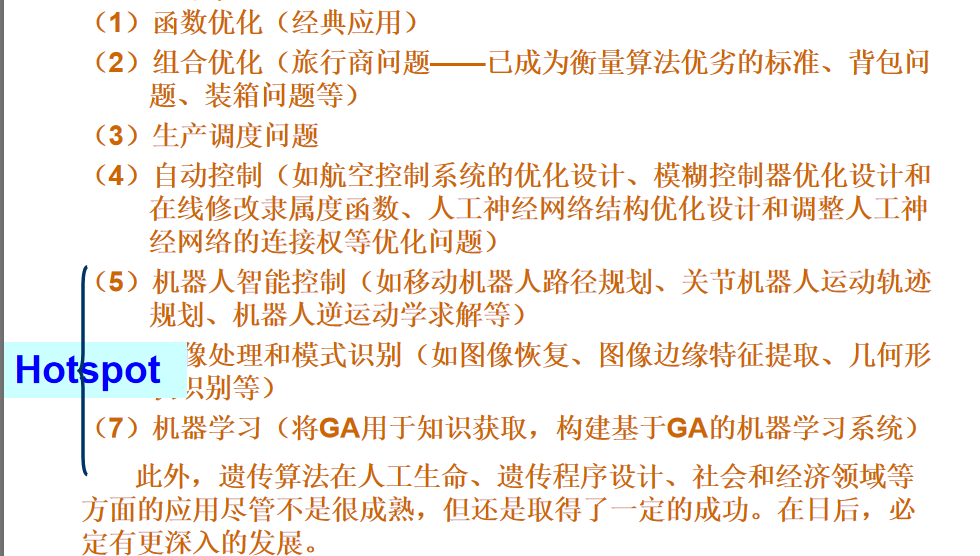 （1）函数优化（经典应用）
（2）组合优化（旅行商问题——已成为衡量算法优劣的标准、背包问
题、装箱问题等）
（3）生产调度问题
（4）自动控制（如航空控制系统的优化设计、模糊控制器优化设计和
在线修改隶属度函数、人工神经网络结构优化设计和调整人工神
经网络的连接权等优化问题）
（5）机器人智能控制（如移动机器人路径规划、关节机器人运动轨迹
规划、机器人逆运动学求解等）
像处理和模式识别（如图像恢复、图像边缘特征提取、几何形
Hotspot
识别等）
（7）机器学习（将GA用于知识获取，构建基于GA的机器学习系统）
此外，遗传算法在人工生命、遗传程序设计、社会和经济领域等
方面的应用尽管不是很成熟，但还是取得了一定的成功。在日后，必
定有更深入的发展。